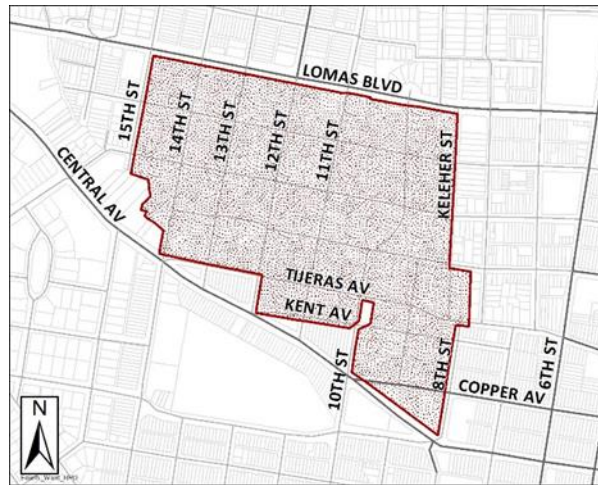 LOMAS BLVD
15TH ST
14TH ST
13TH ST
12TH ST
11TH ST
KELEHER ST
CENTRAL AV
TIJERAS AV
KENT AV
10TH ST
8TH ST
6TH ST
COPPER AV
N